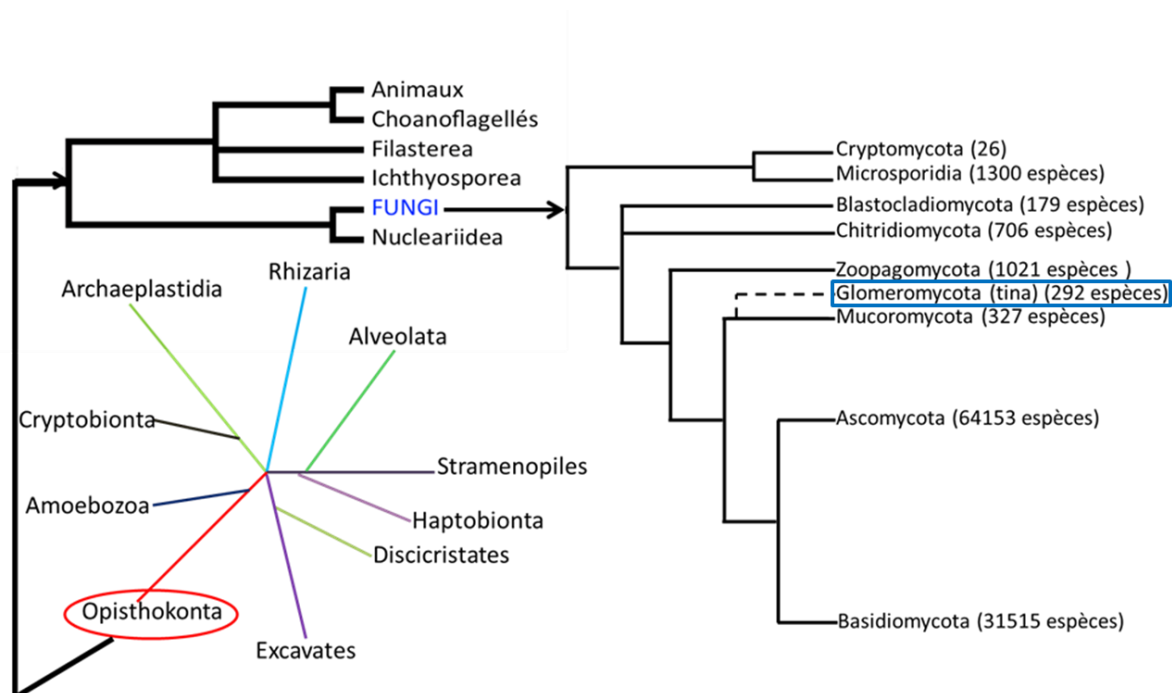 Animaux
Choanoflagellés
Filasterea
Ichthyosporea
FUNGI
Nucleariidea
Cryptomycota (26)
Microsporidia (1300 espèces)
Blastocladiomycota (179 espèces)
Chitridiomycota (706 espèces)
Zoopagomycota (1021 espèces )
Glomeromycota (tina) (292 espèces)
Mucoromycota (327 espèces)
Ascomycota (64153 espèces)
Basidiomycota (31515 espèces)
Rhizaria
Archaeplastidia
Alveolata
Cryptobionta
Stramenopiles
Amoebozoa
Haptobionta
Discicristates
Opisthokonta
Excavates